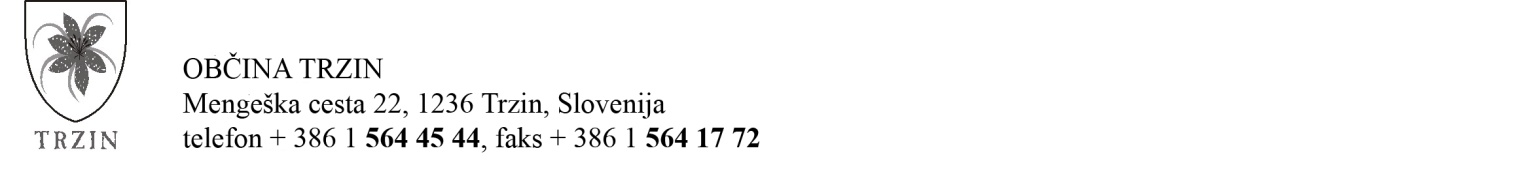 OBČINA TRZIN
Mengeška cesta 22, 1236 Trzin, Slovenija
telefon + 386 1 564 45 44, faks + 386 1 564 17 72
TRZIN